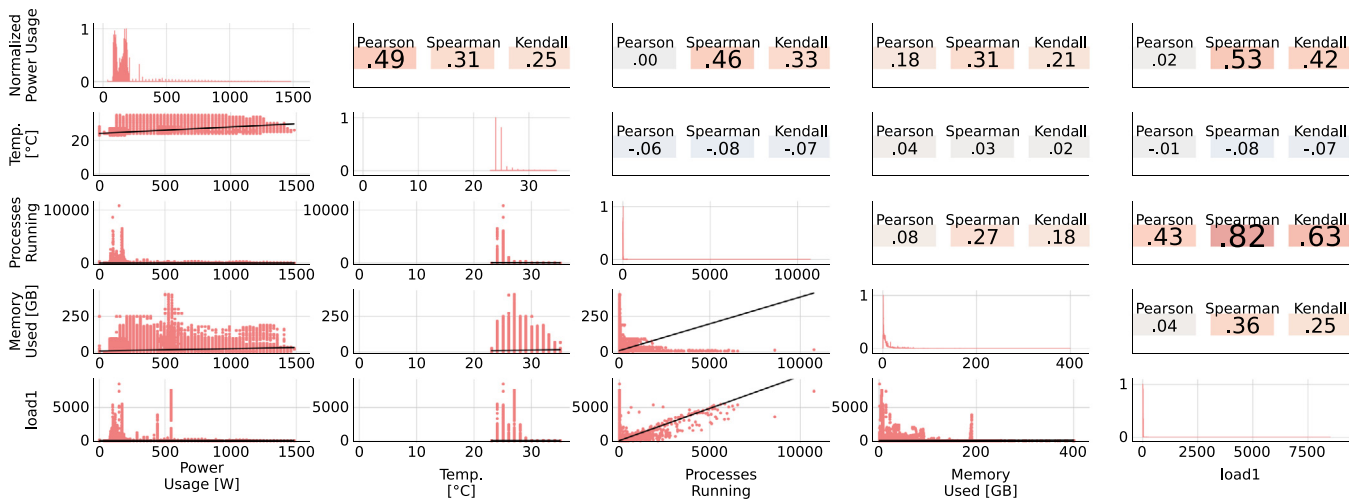 Normalized
Power Usage
1
0
0 500 1000 1500
Pearson Spearman Kendall
.49 .31 .25
Pearson Spearman Kendall
.00 .46 .33
Pearson Spearman Kendall
.18 .31 .21
Pearson Spearman Kendall
.02 .53 .42
Temp.
[°C]
20
0
0 500 1000 1500
1
0
0 10 20 30
Pearson Spearman Kendall
-.06 -.08 -.07
Pearson Spearman Kendall
.04 .03 .02
Pearson Spearman Kendall
-.01 -.08 -.07
Processes
Running
10000
0
0 500 1000 1500
10000
0
0 10 20 30
1
0
0 5000 10000
Pearson Spearman Kendall
.08 .27 .18
Pearson Spearman Kendall
.43 .82 .63
Memory
Used [GB]
250
0
0 500 1000 1500
250
0
0 10 20 30
250
0
0 5000 10000
1
0
0 200 400
Pearson Spearman Kendall
.04 .36 .25
load1
5000
0
0 500 1000 1500
Power
Usage [W]
5000
0
0 10 20 30
Temp.
[°C]
5000
0
0 5000 10000
Processes
Running
5000
0
0 200 400
Memory
Used [GB]
1
0
0 2500 5000 7500
load1